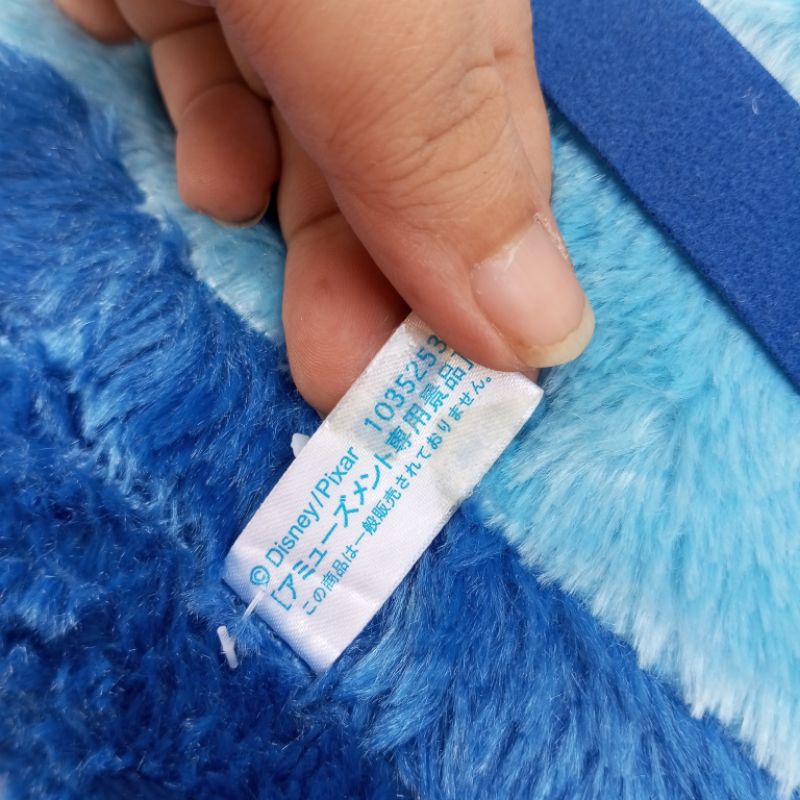 © Disney/Pixar 1035253
[アミューズメント専用景品]
この商品は一般販売されておりません。